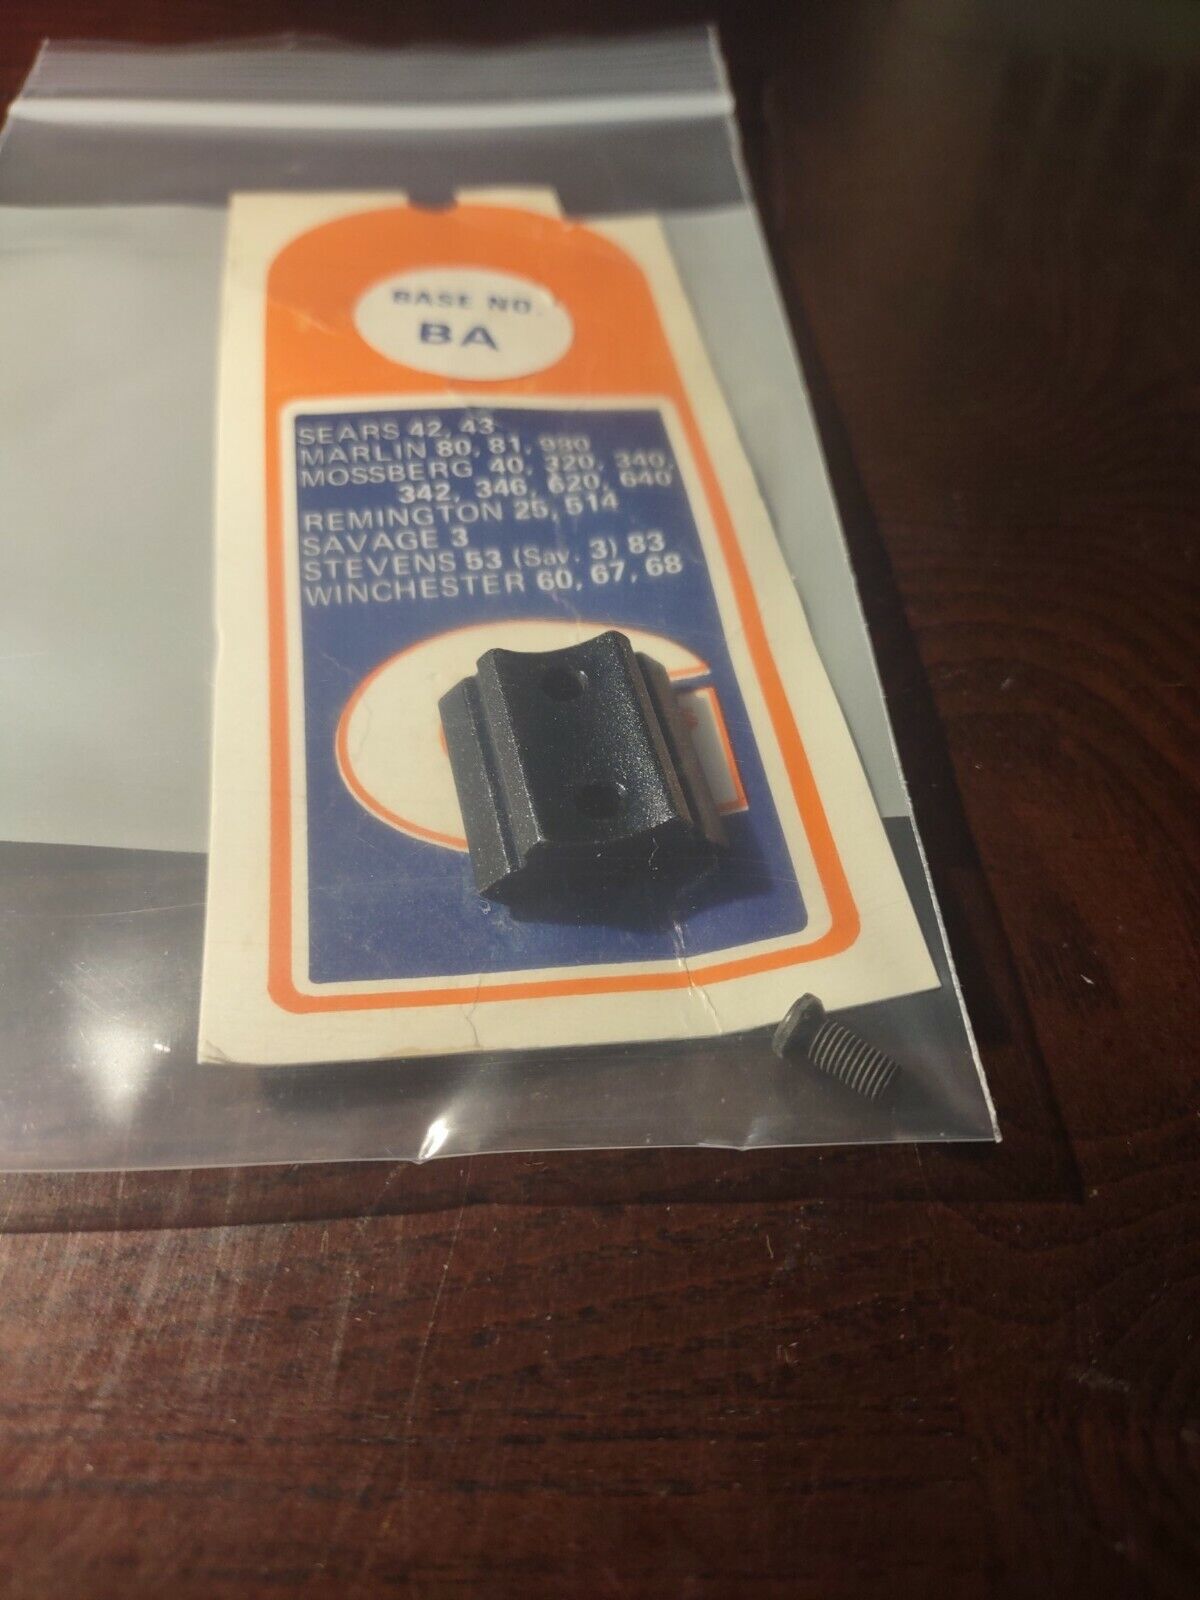 BASE NO.
BA
SEARS 42, 43
MARLIN 80, 81, 980
MOSSBERG 40, 320, 340,
342, 346, 620, 640
REMINGTON 25, 514
SAVAGE 3
STEVENS 53 (Sav. 3) 83
WINCHESTER 60, 67, 68